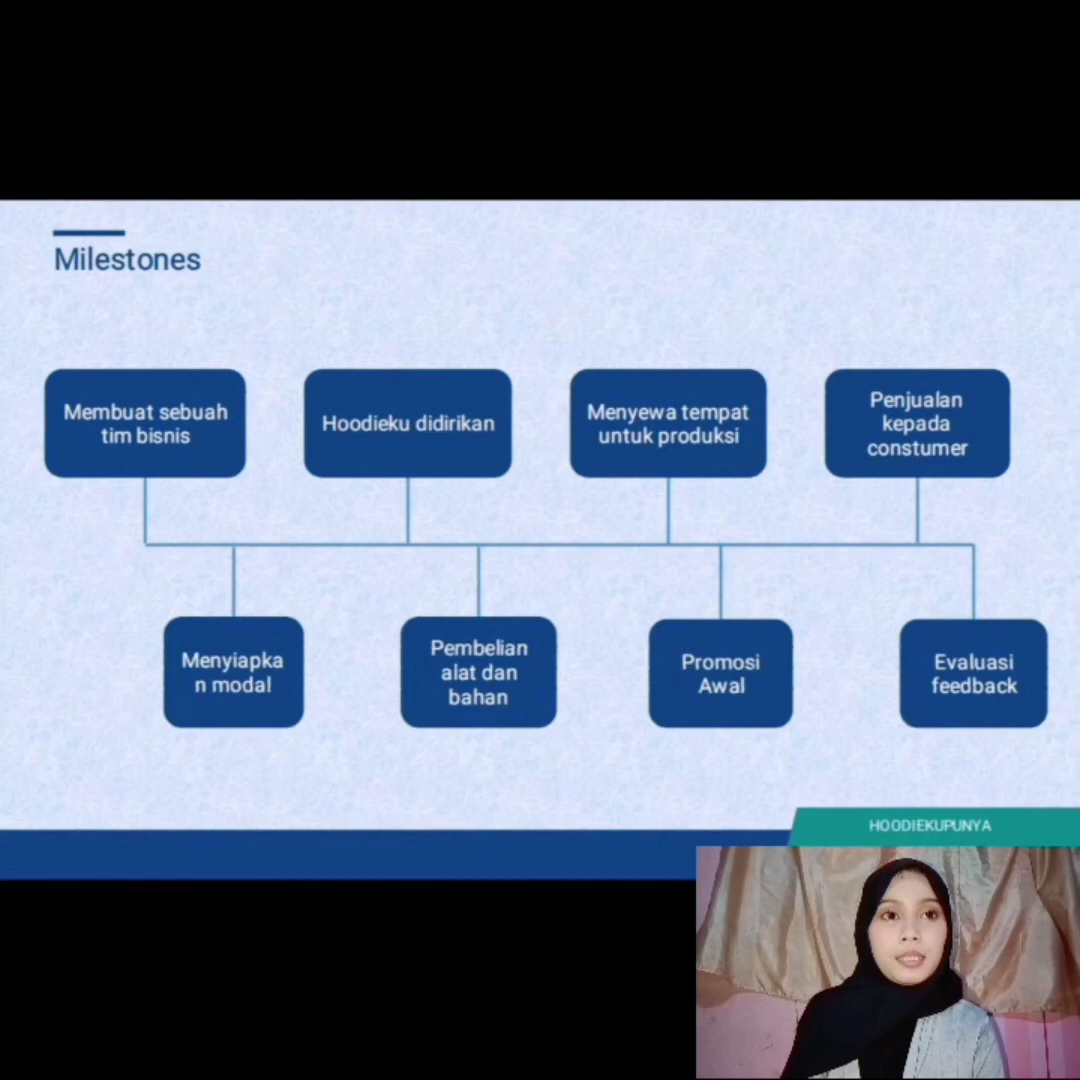 Milestones
Membuat sebuah
tim bisnis
Hoodieku didirikan
Menyewa tempat
untuk produksi
Penjualan
kepada
constumer
Menyiapka
n modal
Pembelian
alat dan
bahan
Promosi
Awal
Evaluasi
feedback
HOODIEKUPUNYA